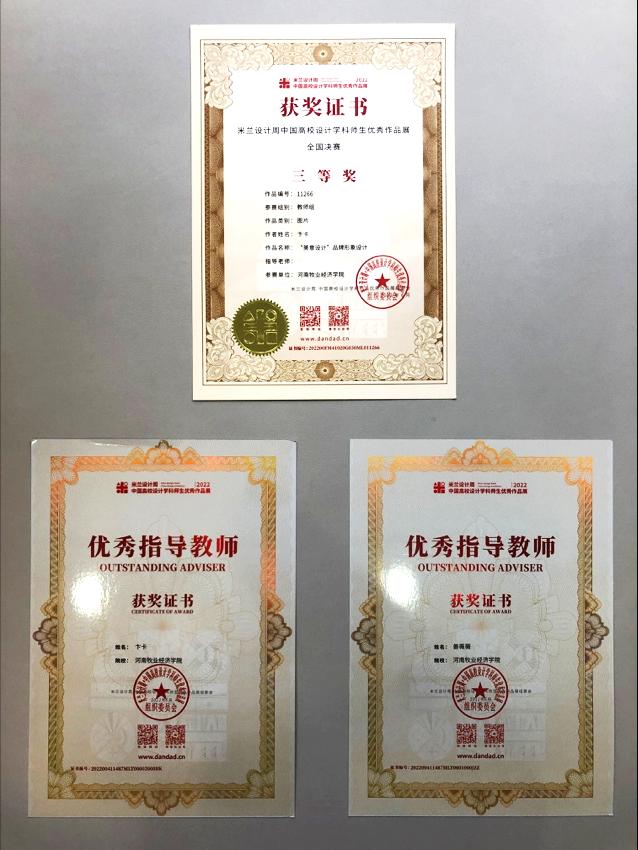 米兰设计周 2022
中国高校设计学科师生优秀作品展
获奖证书
米兰设计周中国高校设计学科师生优秀作品展
全国决赛
三等奖
作品编号：11266
参赛组别：教师组
作品类别：图片
作者姓名：卞卡
作品名称：“美意设计”品牌形象设计
指导老师：
参赛单位：河南牧业经济学院
组织委员会
www.dandad.cn
米兰设计周 2022
中国高校设计学科师生优秀作品展
优秀指导教师
OUTSTANDING ADVISER
获奖证书
CERTIFICATE OF AWARD
姓名：卞卡
院校：河南牧业经济学院
组织委员会
www.dandad.cn
米兰设计周 2022
中国高校设计学科师生优秀作品展
优秀指导教师
OUTSTANDING ADVISER
获奖证书
CERTIFICATE OF AWARD
姓名：薇薇
院校：河南牧业经济学院
组织委员会
www.dandad.cn